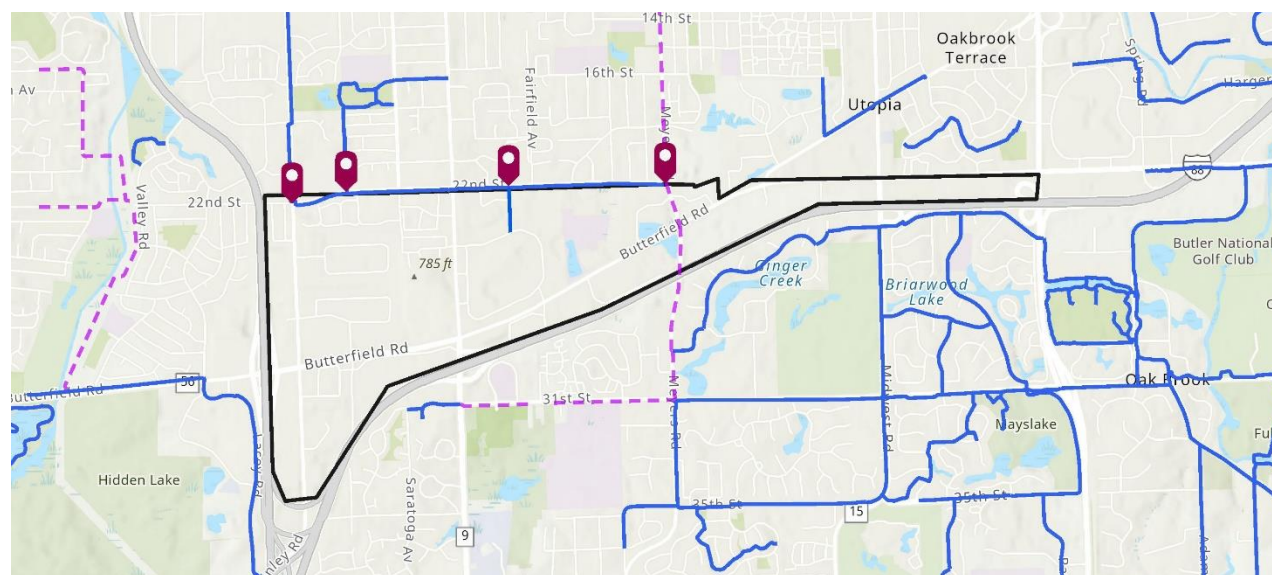 14th St
Oakbrook
Terrace
16th St
Fairfield Av
Spring Rd
Utopia
Valley Rd
22nd St
22nd St
88
Butterfield Rd
785 ft
Ginger
Creek
Briarwood
Lake
Butler National
Golf Club
Butterfield Rd
56
Butterfield Rd
31st St
Oak Brook
Meyers Rd
Midwest Rd
Mayslake
Lacey Rd
Hidden Lake
Saratoga Av
35th St
35th St
15
9